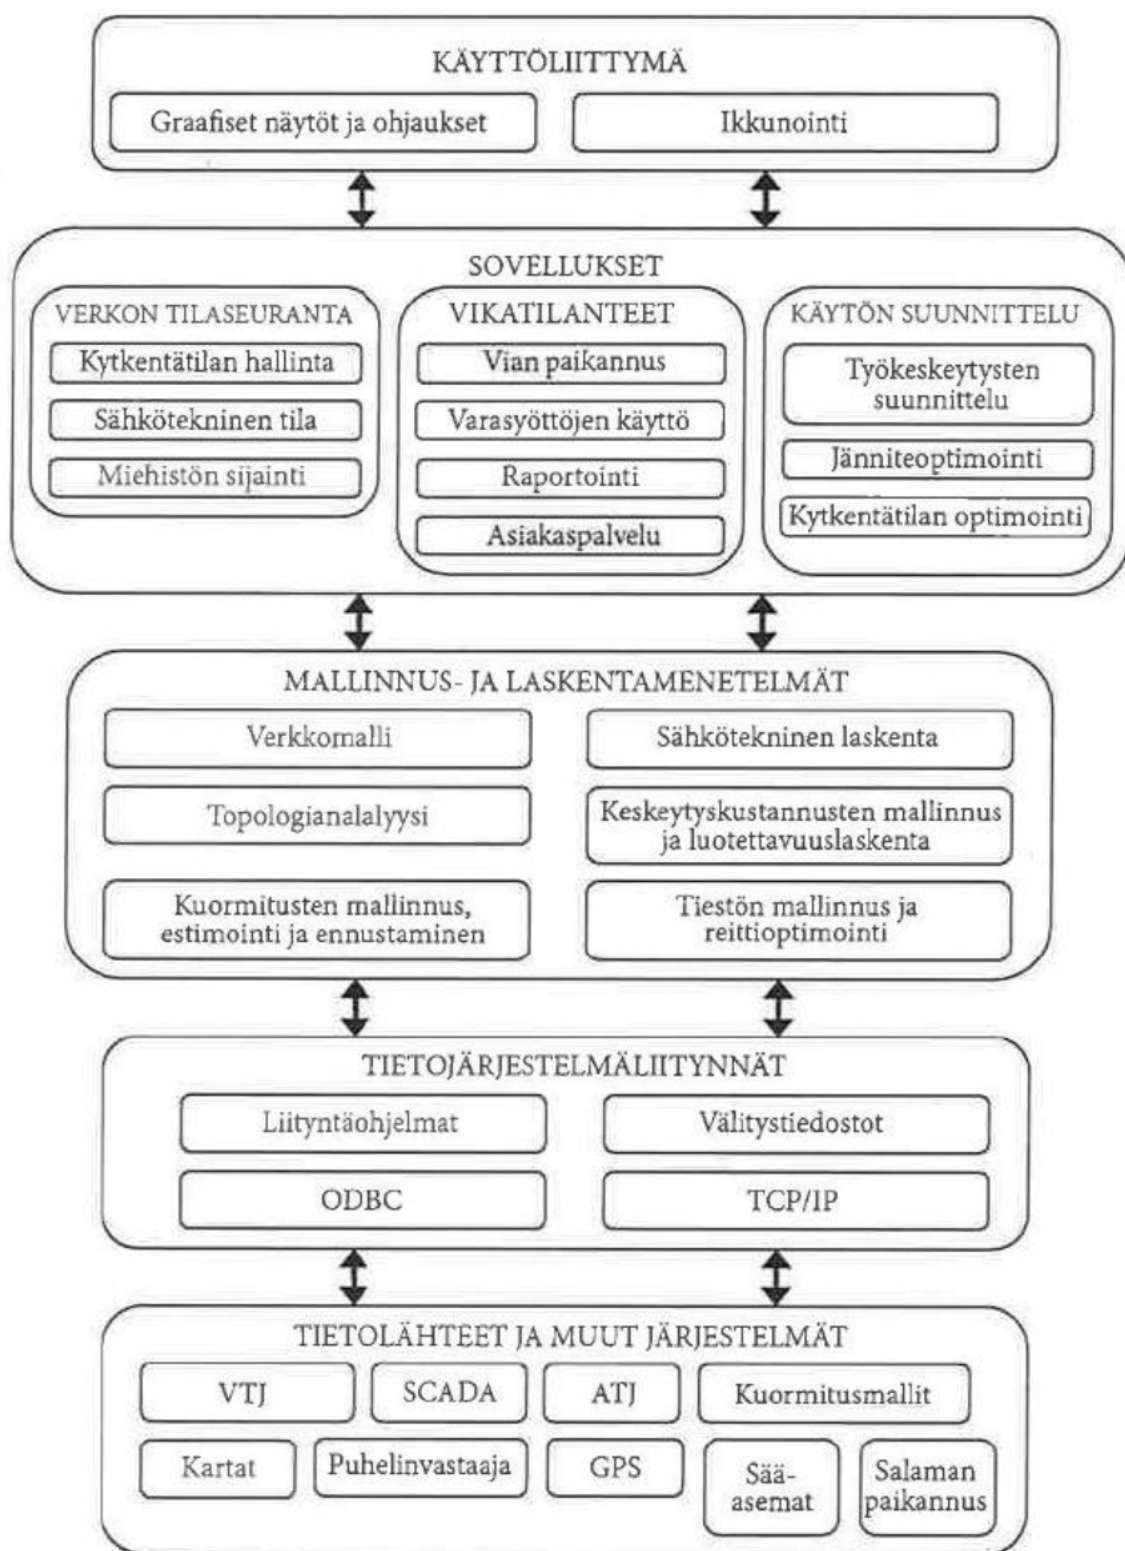 KÄYTTÖLIITTYMÄ
Graafiset näytöt ja ohjaukset
Ikkunointi
SOVELLUKSET
VERKON TILASEURANTA
Kytkentätilan hallinta
Sähkötekninen tila
Miehistön sijainti
VIKATILANTEET
Vian paikannus
Varasyöttöjen käyttö
Raportointi
Asiakaspalvelu
KÄYTÖN SUUNNITTELU
Työkeskeytysten
suunnittelu
Jänniteoptimointi
Kytkentätilan optimointi
MALLINNUS- JA LASKENTAMENETELMÄT
Verkkomalli
Sähkötekninen laskenta
Topologianalalyysi
Keskeytyskustannusten mallinnus
ja luotettavuuslaskenta
Kuormitusten mallinnus,
estimointi ja ennustaminen
Tiestön mallinnus ja
reittioptimointi
TIETOJÄRJESTELMÄLIITYNNÄT
Liityntäohjelmat
Välitystiedostot
ODBC
TCP/IP
TIETOLÄHTEET JA MUUT JÄRJESTELMÄT
VTJ
SCADA
ATJ
Kuormitusmallit
Kartat
Puhelinvastaaja
GPS
Sää-
asemat
Salaman
paikannus